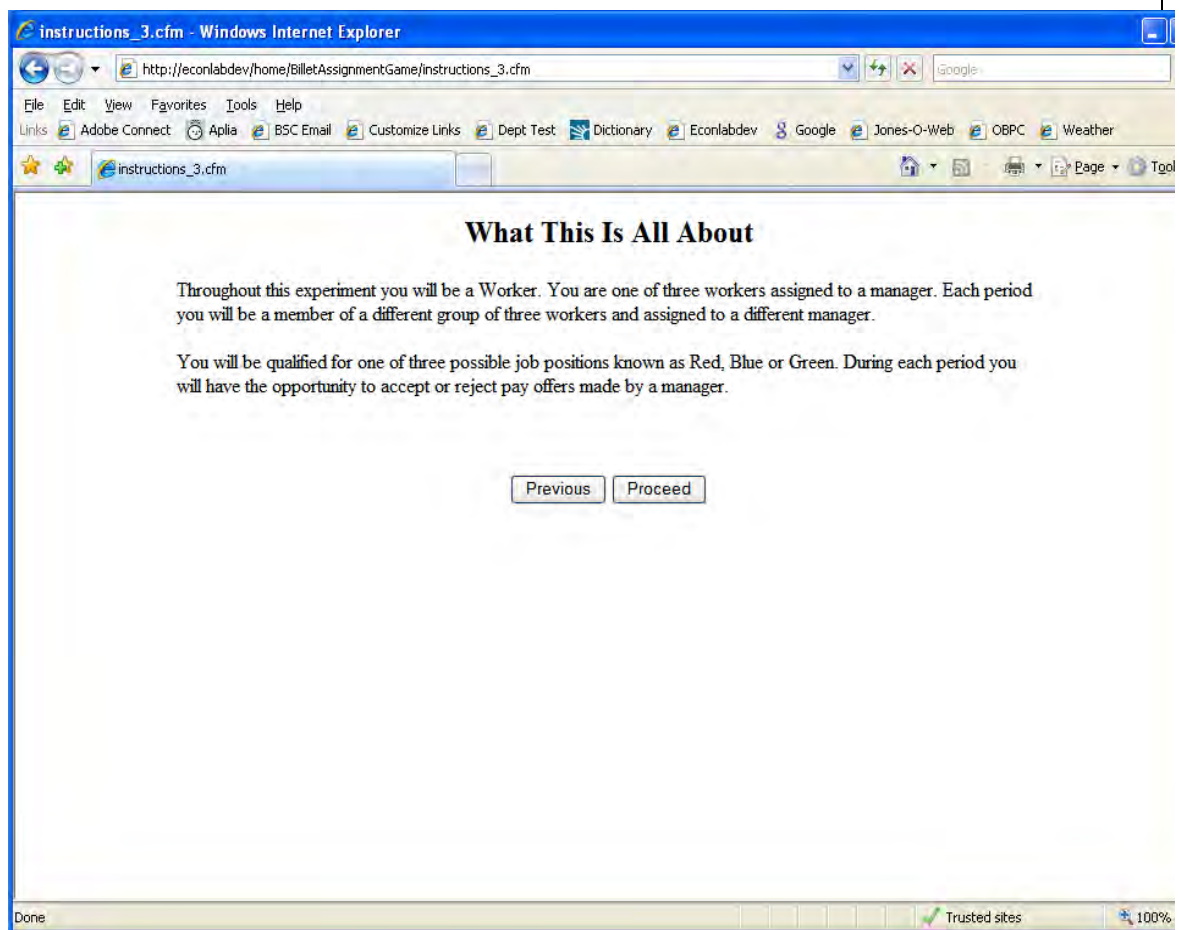 instructions_3.cfm - Windows Internet Explorer
http://econlabdev/home/BilletAssignmentGame/instructions_3.cfm
Google
File Edit View Favorites Tools Help
Links Adobe Connect Aplia BSC Email Customize Links Dept Test Dictionary Econlabdev Google Jones-O-Web OBPC Weather
instructions_3.cfm
Page Tool
What This Is All About
Throughout this experiment you will be a Worker. You are one of three workers assigned to a manager. Each period
you will be a member of a different group of three workers and assigned to a different manager.
You will be qualified for one of three possible job positions known as Red, Blue or Green. During each period you
will have the opportunity to accept or reject pay offers made by a manager.
Previous Proceed
Done
Trusted sites
100%